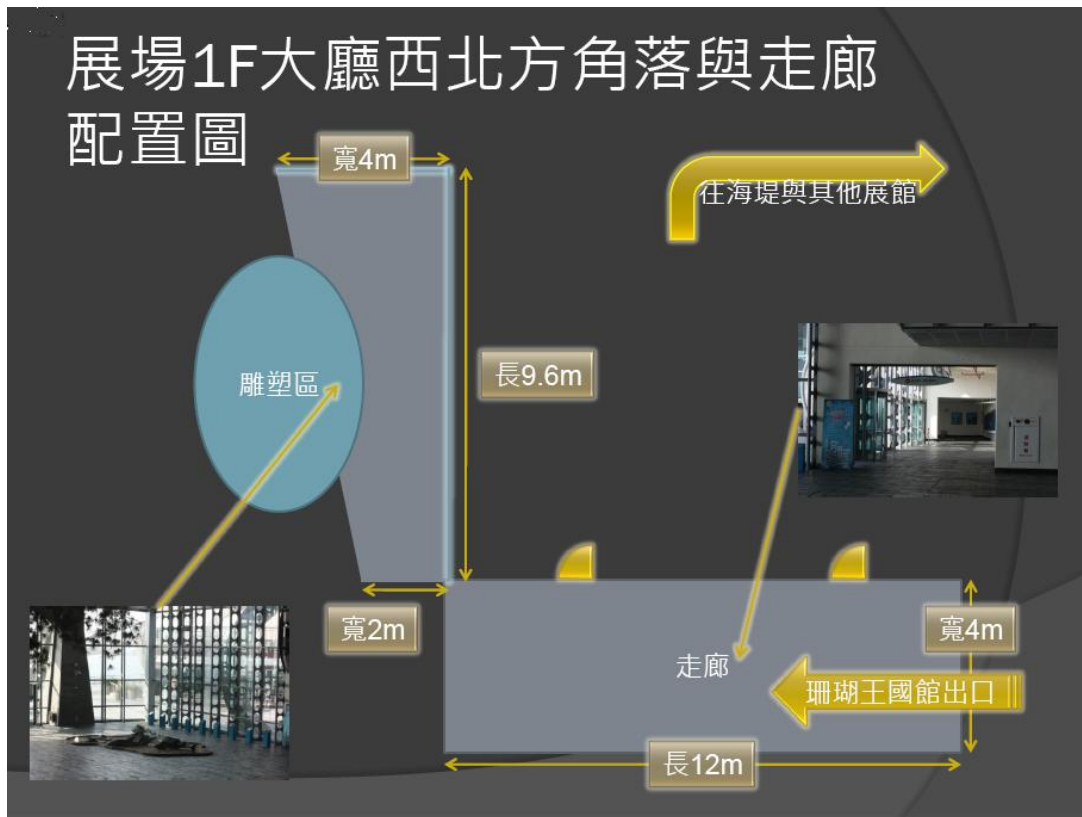 展場1F大廳西北方角落與走廊
配置圖
寬4m
往海堤與其他展館
長9.6m
雕塑區
寬2m
寬4m
走廊
珊瑚王國館出口
長12m